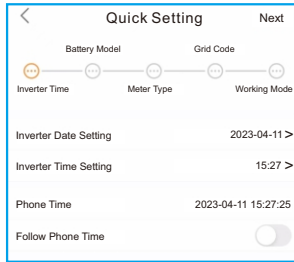 Quick Setting Next
Battery Model Grid Code
Inverter Time Meter Type Working Mode
Inverter Date Setting 2023-04-11 >
Inverter Time Setting 15:27 >
Phone Time 2023-04-11 15:27:25
Follow Phone Time